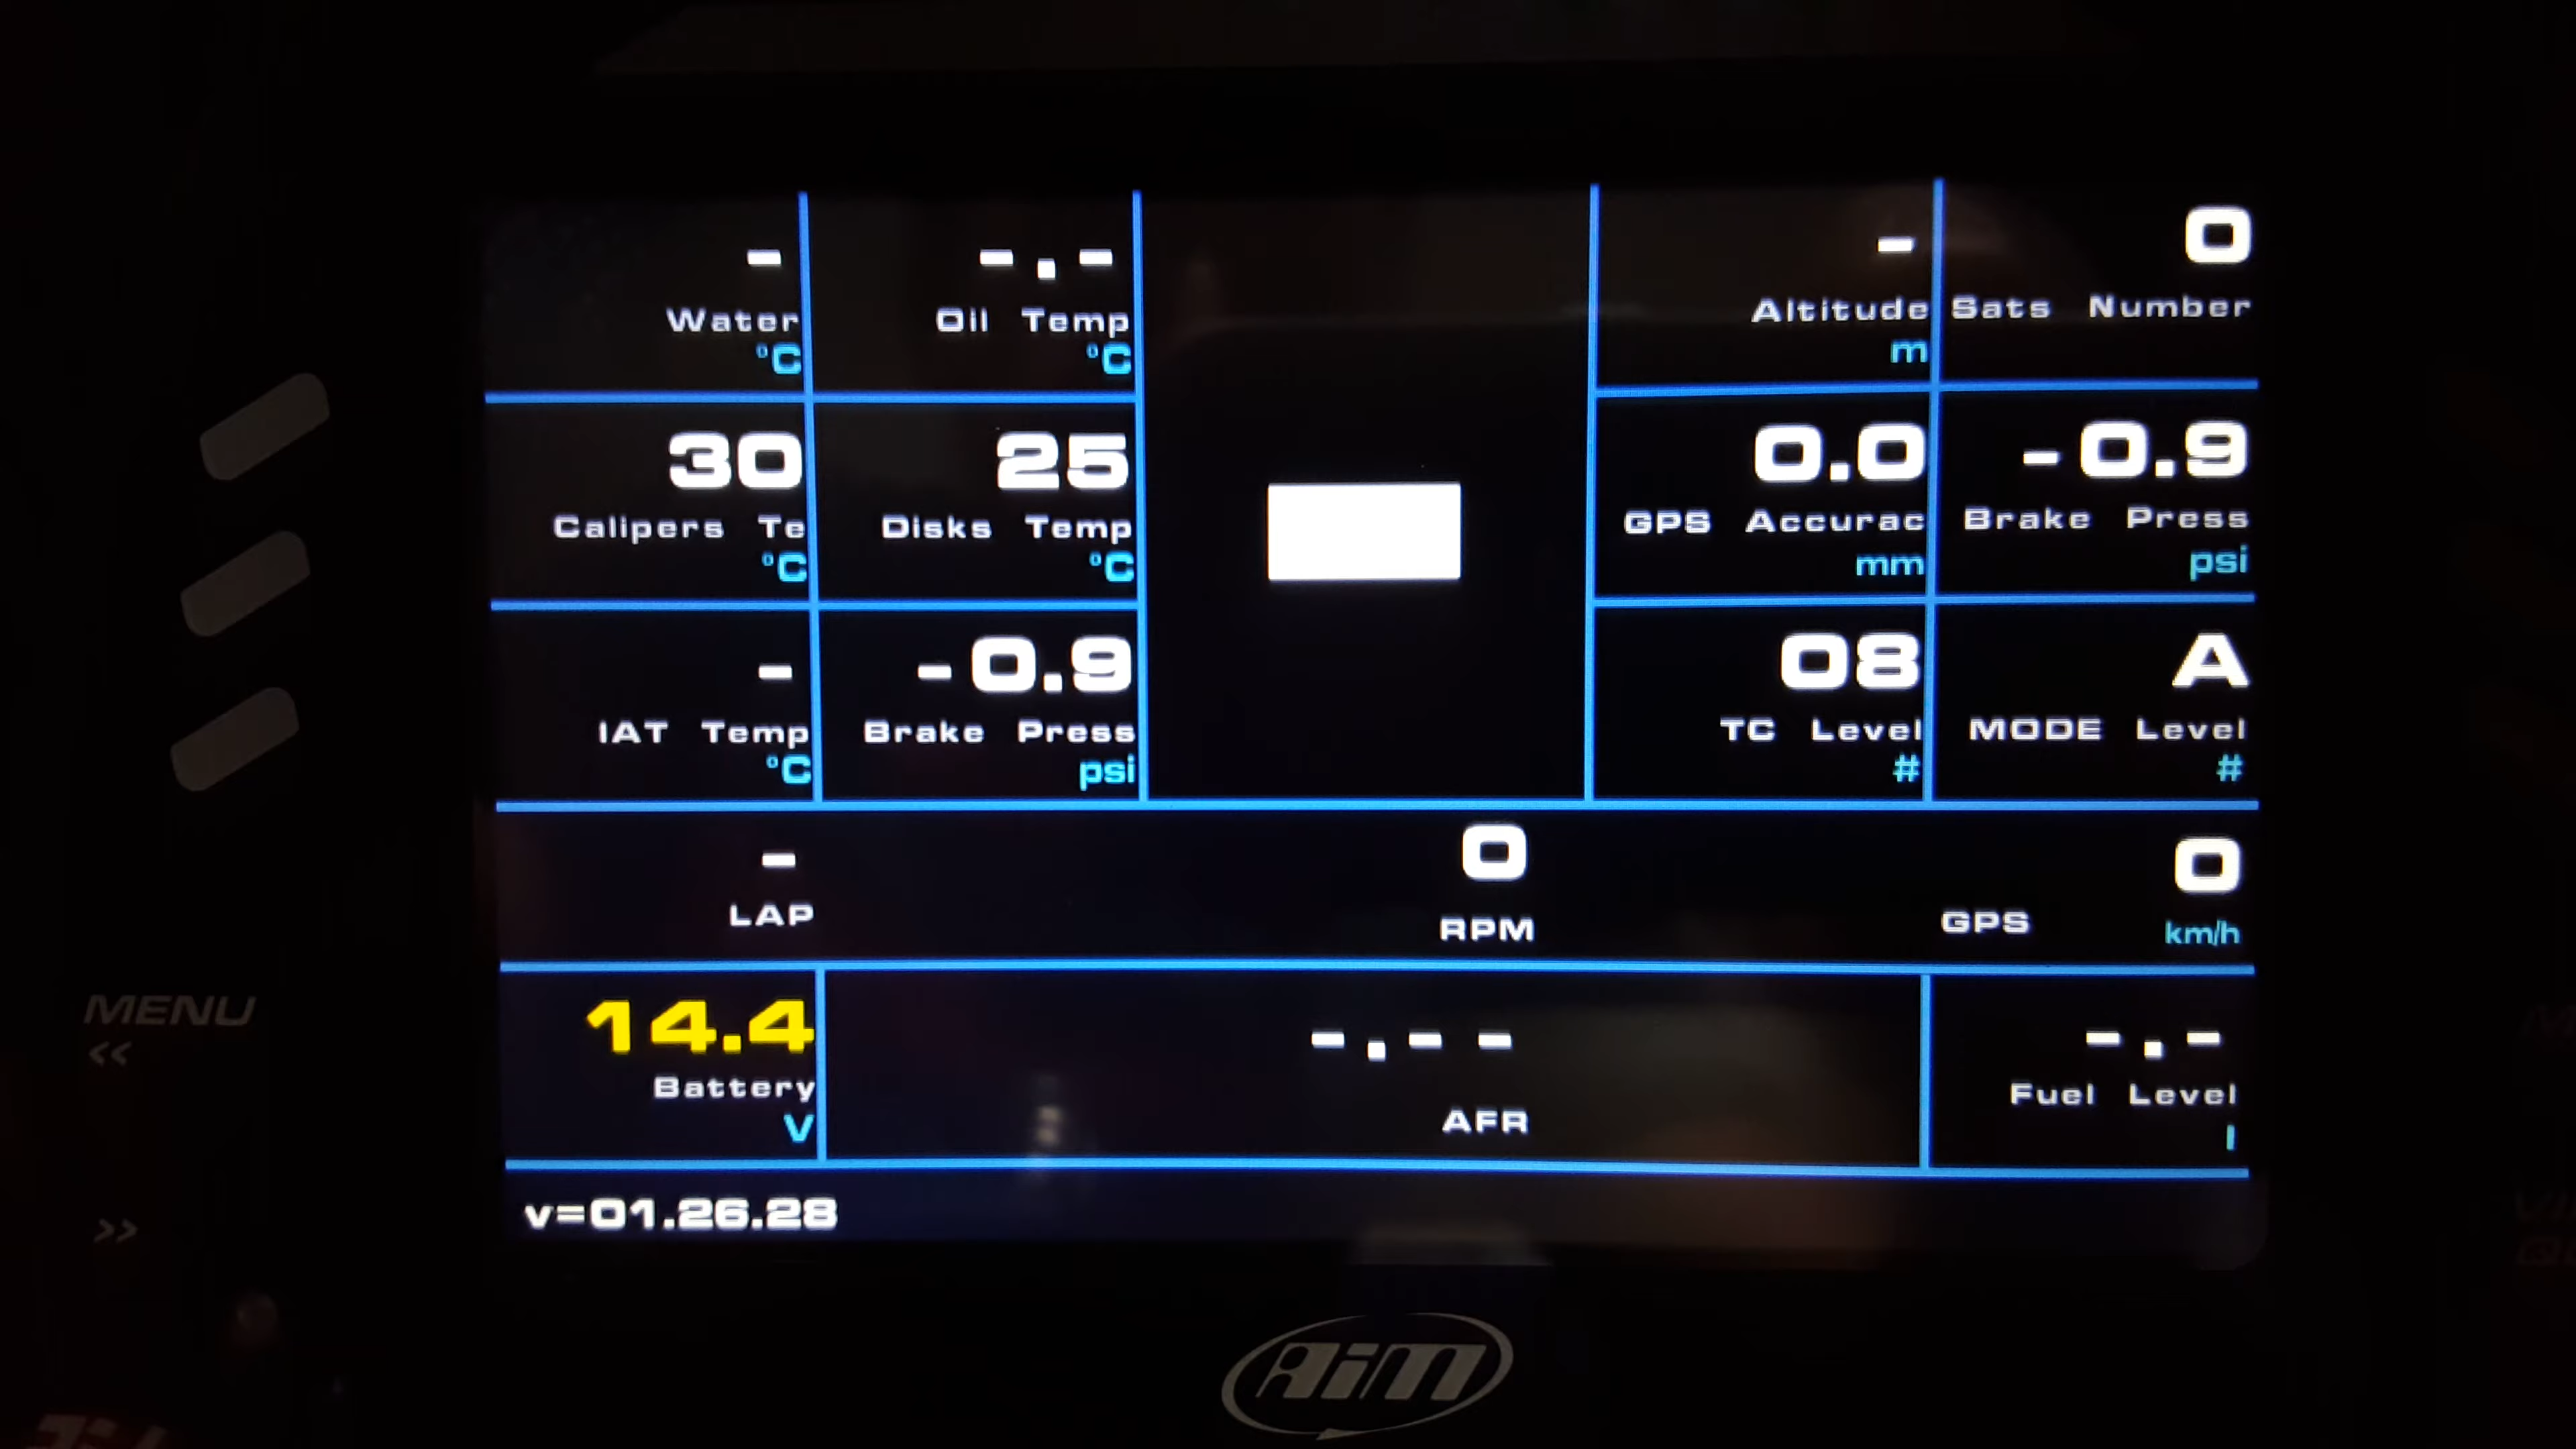 - -.- - 0
Water Oil Temp Altitude Sats Number
°C °C m
30 25 0.0 -0.9
Calipers Te Disks Temp GPS Accurac Brake Press
°C °C mm psi
- -0.9 08 A
IAT Temp Brake Press TC Level MODE Level
°C psi # #
- 0 0
LAP RPM GPS km/h
14.4 -.-- -.-
Battery AFR Fuel Level
V l
v=01.26.28
MENU
<<
>>
AiM